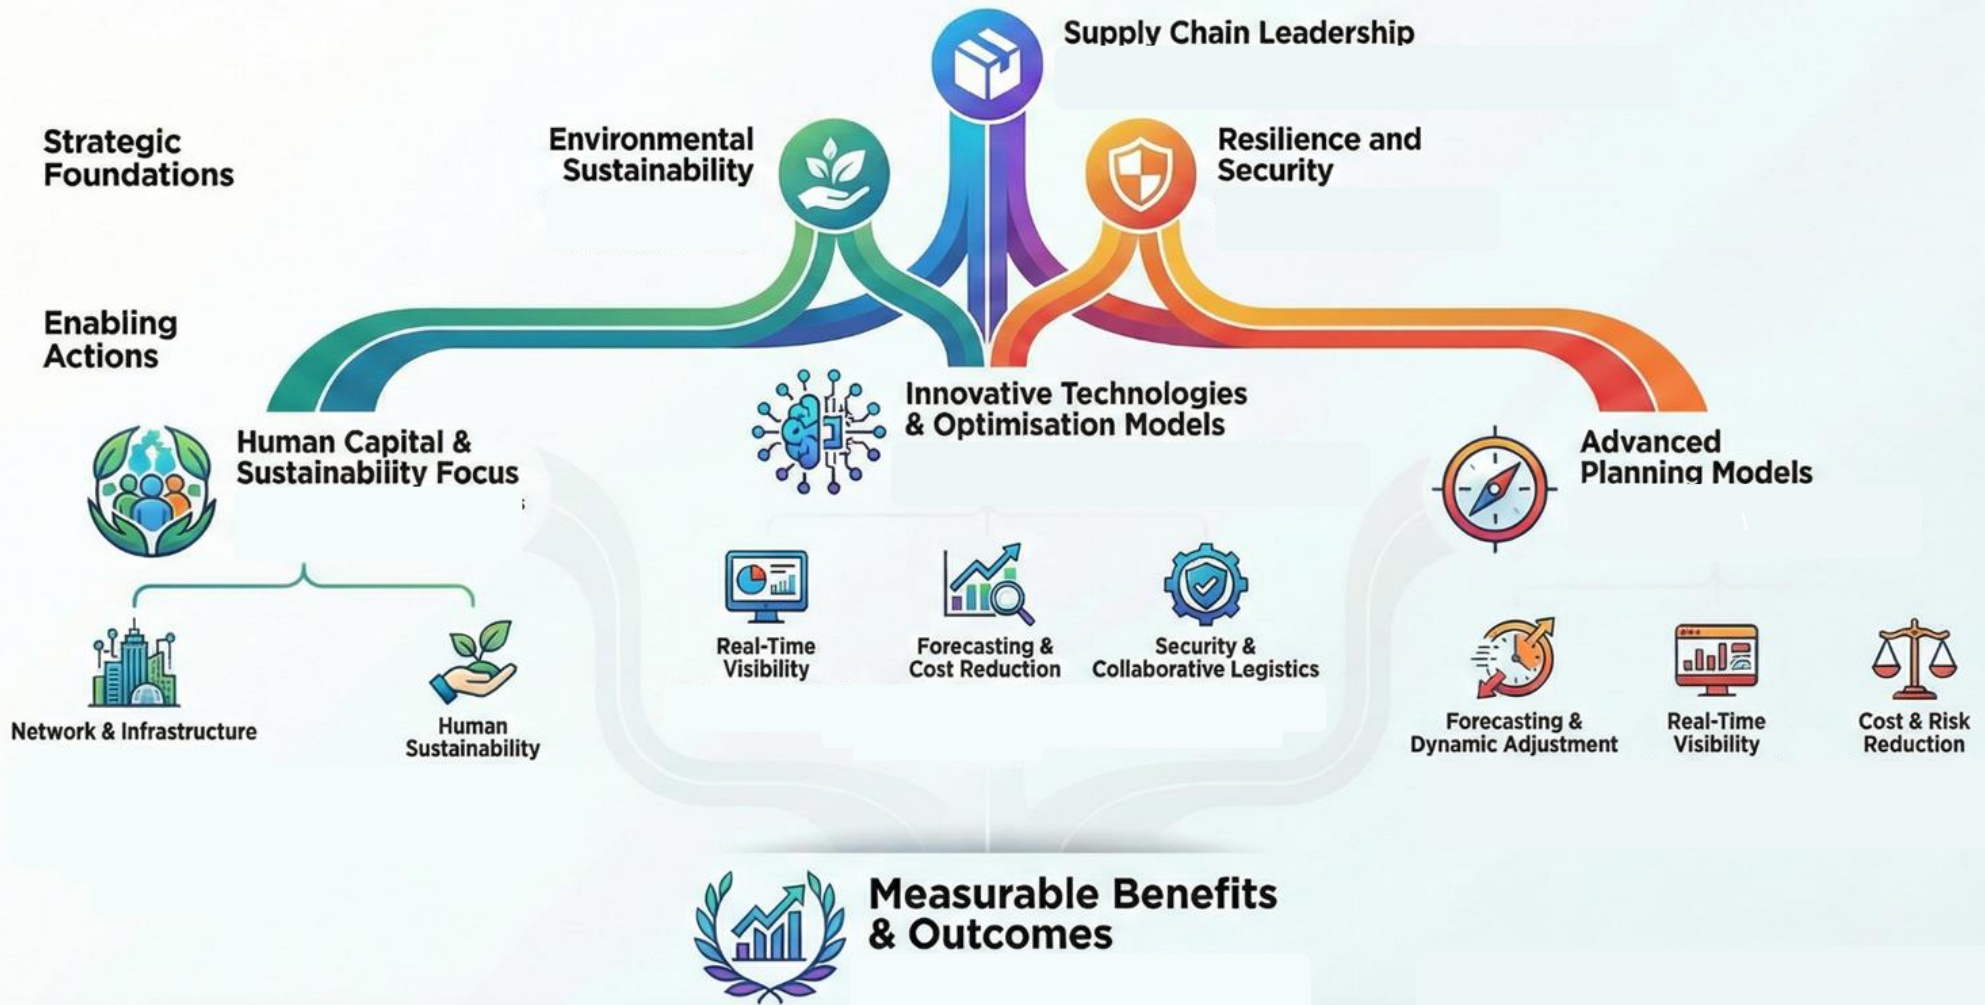 Supply Chain Leadership
Strategic
Foundations
Environmental
Sustainability
Resilience and
Security
Enabling
Actions
Human Capital &
Sustainability Focus
Innovative Technologies
& Optimisation Models
Advanced
Planning Models
Real-Time
Visibility
Forecasting &
Cost Reduction
Security &
Collaborative Legistics
Network & Infrastructure
Human
Sustainability
Forecasting &
Dynamic Adjustment
Real-Time
Visibility
Cost & Risk
Reduction
Measurable Benefits
& Outcomes